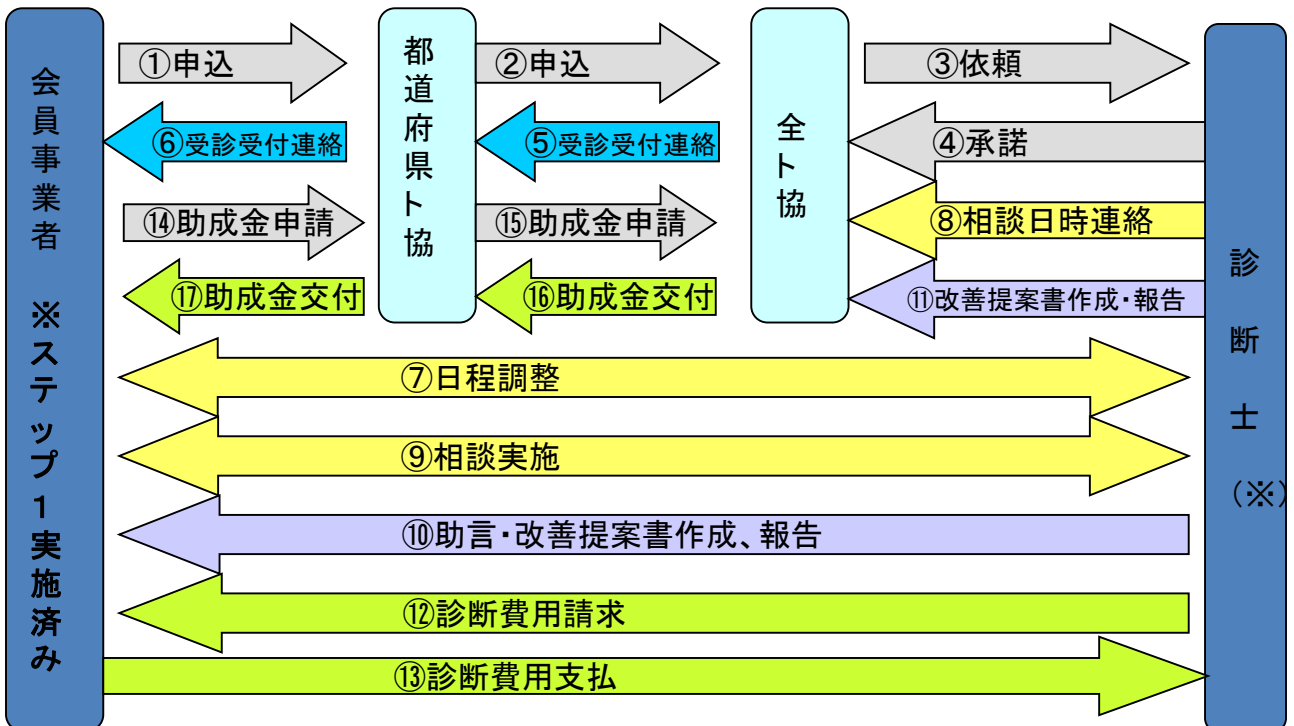 会員事業者 ※ステップ1実施済み
都道府県ト協
全ト協
診断士(※)
①申込
②申込
③依頼
⑥受診受付連絡
⑤受診受付連絡
④承諾
⑭助成金申請
⑮助成金申請
⑧相談日時連絡
⑰助成金交付
⑯助成金交付
⑪改善提案書作成・報告
⑦日程調整
⑨相談実施
⑩助言・改善提案書作成、報告
⑫診断費用請求
⑬診断費用支払